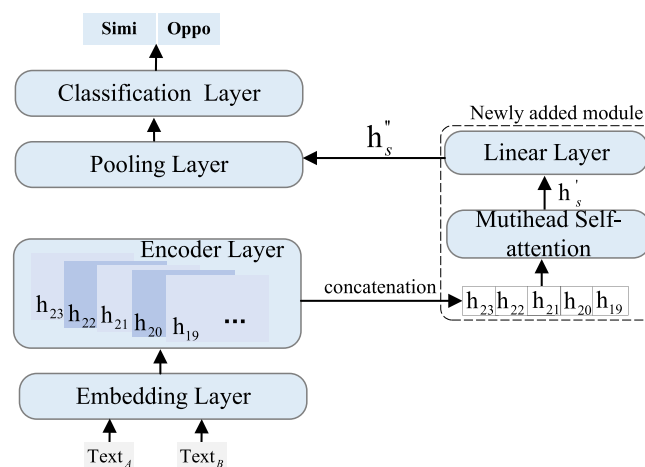 Simi Oppo
Classification Layer
Newly added module
h''s
Linear Layer
Pooling Layer
h's
Mutihead Self-
attention
Encoder Layer
concatenation
h23 h22 h21 h20 h19 ...
h23 h22 h21 h20 h19
Embedding Layer
TextA TextB